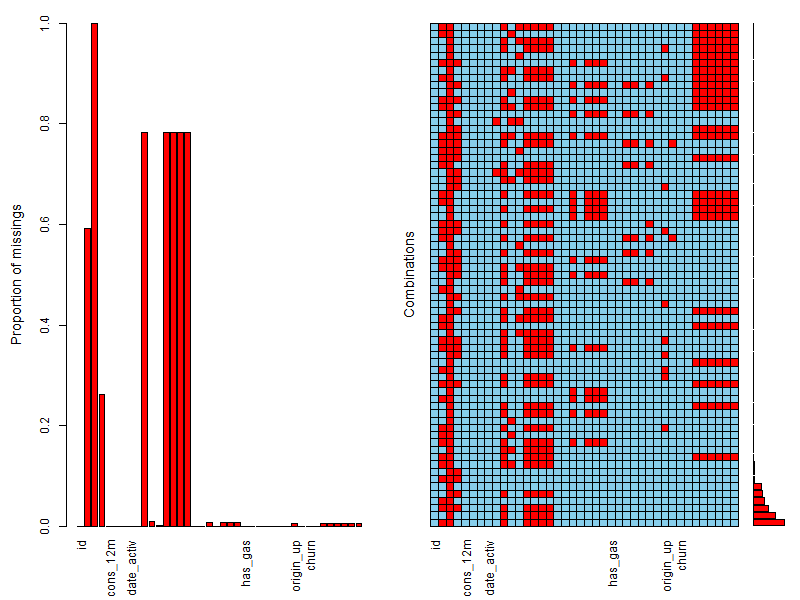 Proportion of missings
1.0
0.8
0.6
0.4
0.2
0.0
id
cons_12m
date_activ
has_gas
origin_up
churn
Combinations
id
cons_12m
date_activ
has_gas
origin_up
churn